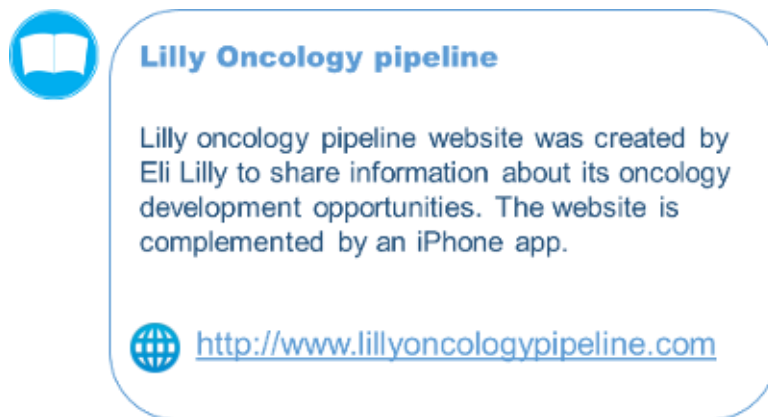 Lilly Oncology pipeline
Lilly oncology pipeline website was created by
Eli Lilly to share information about its oncology
development opportunities. The website is
complemented by an iPhone app.
http://www.lillyoncologypipeline.com